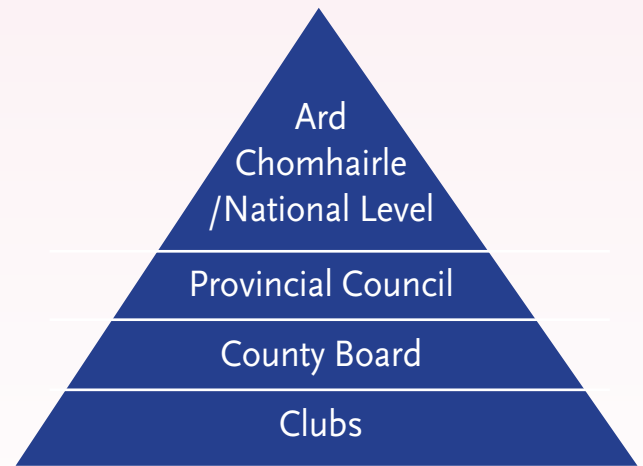 Ard
Chomhairle
/National Level
Provincial Council
County Board
Clubs